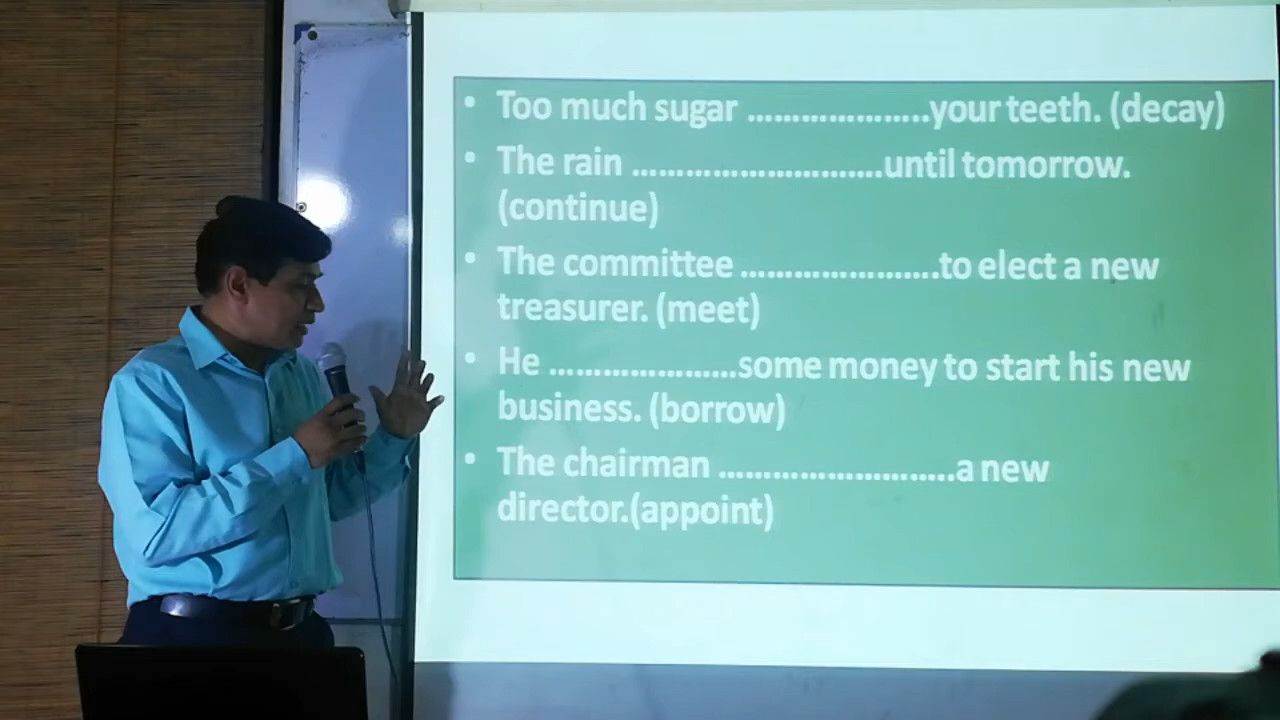 • Too much sugar ....................your teeth. (decay)
• The rain ............................until tomorrow.
(continue)
• The committee ......................to elect a new
treasurer. (meet)
• He .....................some money to start his new
business. (borrow)
• The chairman ..........................a new
director.(appoint)